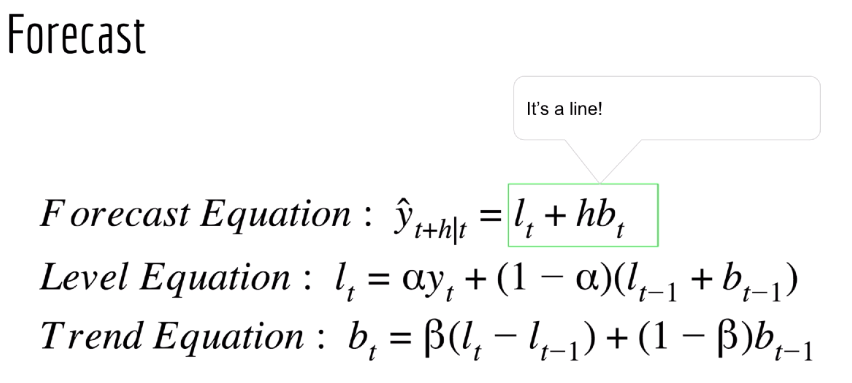 Forecast
It's a line!
Forecast Equation : ŷ_{t+h|t} = l_t + hb_t
Level Equation : l_t = αy_t + (1 − α)(l_{t−1} + b_{t−1})
Trend Equation : b_t = β(l_t − l_{t−1}) + (1 − β)b_{t−1}